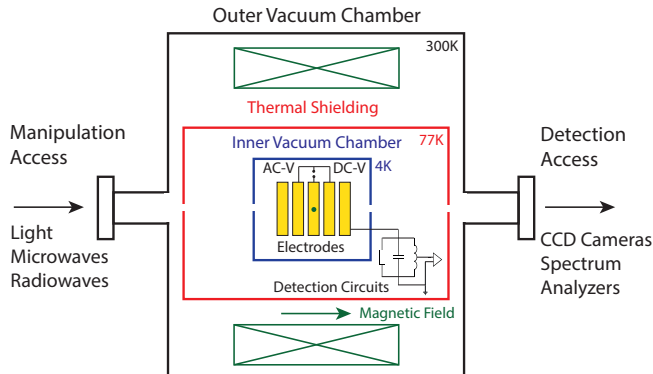 Outer Vacuum Chamber
300K
Thermal Shielding
Manipulation
Access
Inner Vacuum Chamber
77K
Detection
Access
AC-V
DC-V
4K
Light
Microwaves
Radiowaves
Electrodes
CCD Cameras
Spectrum
Analyzers
Detection Circuits
Magnetic Field